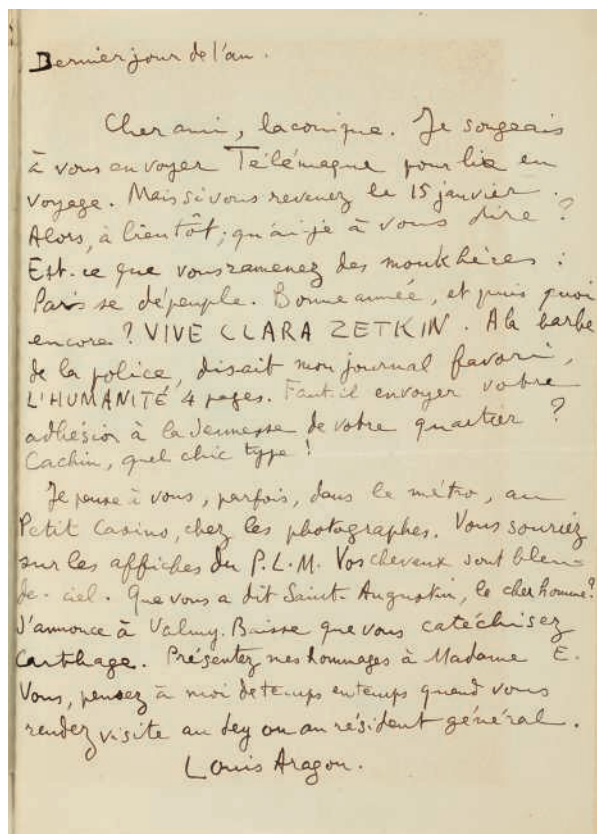 Dernier jour de l'an.
Cher ami, laconique. Je songeais
à vous envoyer Télémaque pour lire en
voyage. Mais si vous revenez le 15 janvier.
Alors, à bientôt; qu'ai-je à vous dire ?
Est-ce que vous ramenez des moukhères :
Paris se dépeuple. Bonne année, et puis quoi
encore ? VIVE CLARA ZETKIN. A la barbe
de la police, disait mon journal favori,
L'HUMANITÉ 4 pages. Faut-il envoyer votre
adhésion à la Jeunesse de votre quartier ?
Cachin, quel chic type !
Je pense à vous, parfois, dans le métro, au
Petit Casino, chez les photographes. Vous souriez
sur les affiches du P.L.M. Vos cheveux sont bleu-
de-ciel. Que vous a dit Saint-Augustin, le cher homme?
J'annonce à Valmy-Baisse que vous catéchisez
Carthage. Présentez mes hommages à Madame E.
Vous, pensez à moi de temps en temps quand vous
rendez visite au dey ou au résident général.
Louis Aragon.